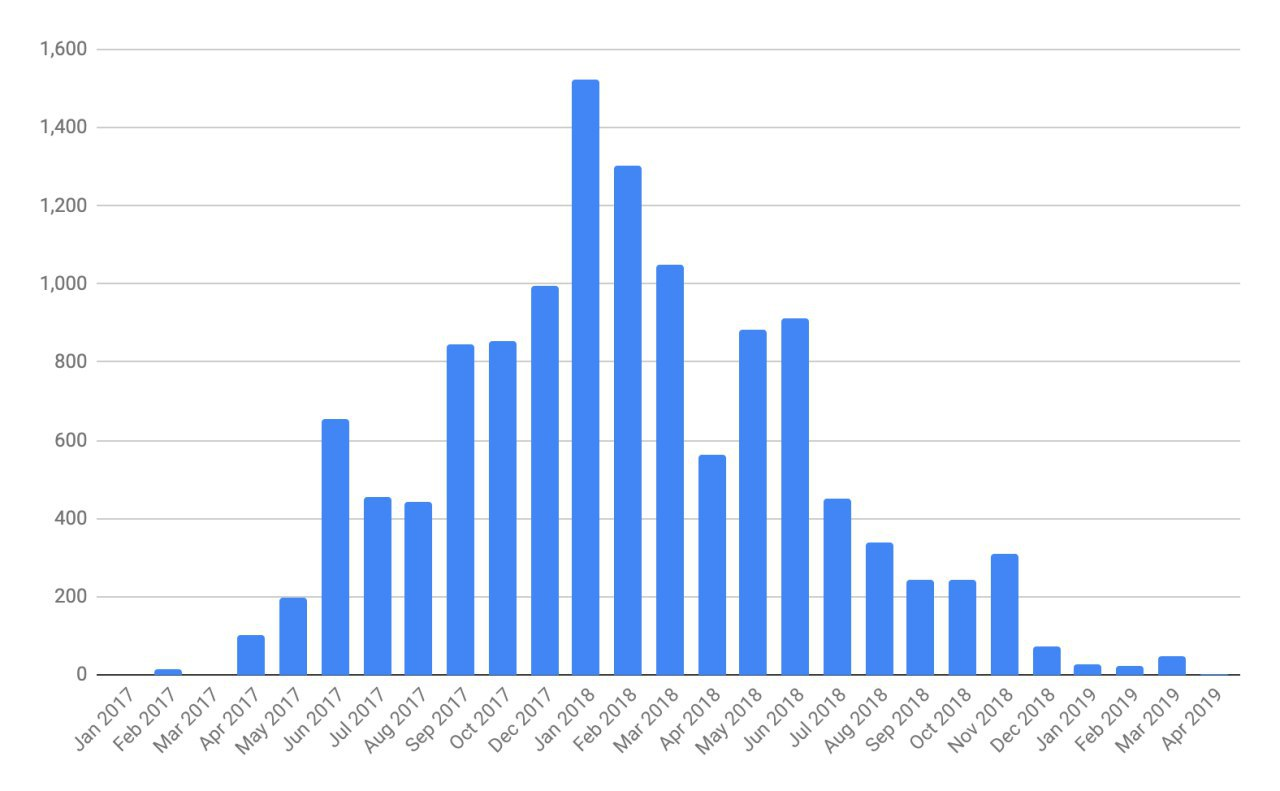 1,600
1,400
1,200
1,000
800
600
400
200
0
Jan 2017
Feb 2017
Mar 2017
Apr 2017
May 2017
Jun 2017
Jul 2017
Aug 2017
Sep 2017
Oct 2017
Dec 2017
Jan 2018
Feb 2018
Mar 2018
Apr 2018
May 2018
Jun 2018
Jul 2018
Aug 2018
Sep 2018
Oct 2018
Nov 2018
Dec 2018
Jan 2019
Feb 2019
Mar 2019
Apr 2019